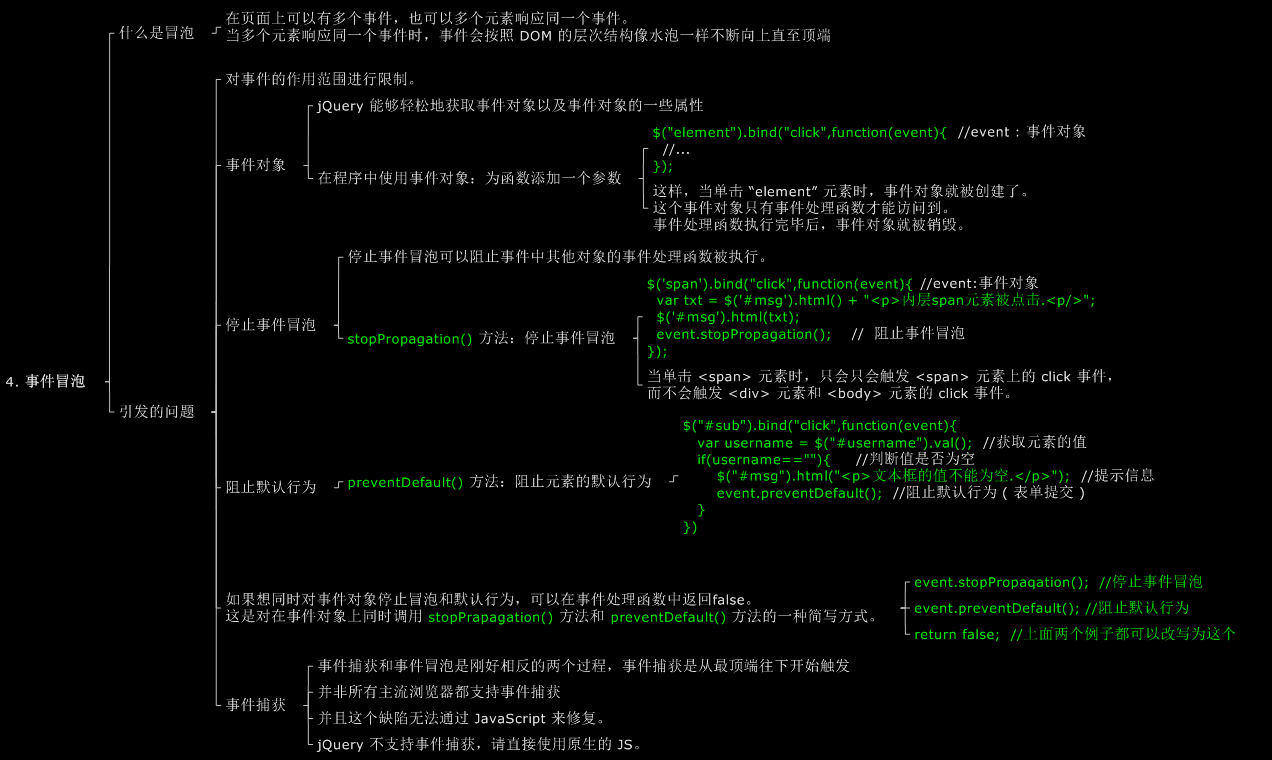 4. 事件冒泡
什么是冒泡
在页面上可以有多个事件，也可以多个元素响应同一个事件。
当多个元素响应同一个事件时，事件会按照 DOM 的层次结构像水泡一样不断向上直至顶端
引发的问题
对事件的作用范围进行限制。
事件对象
jQuery 能够轻松地获取事件对象以及事件对象的一些属性
在程序中使用事件对象：为函数添加一个参数
$("element").bind("click",function(event){ //event : 事件对象
//...
});
这样，当单击 “element” 元素时，事件对象就被创建了。
这个事件对象只有事件处理函数才能访问到。
事件处理函数执行完毕后，事件对象就被销毁。
停止事件冒泡
停止事件冒泡可以阻止事件中其他对象的事件处理函数被执行。
stopPropagation() 方法：停止事件冒泡
$('span').bind("click",function(event){ //event:事件对象
var txt = $('#msg').html() + "<p>内层span元素被点击.<p/>";
$('#msg').html(txt);
event.stopPropagation(); // 阻止事件冒泡
});
当单击 <span> 元素时，只会只会触发 <span> 元素上的 click 事件，
而不会触发 <div> 元素和 <body> 元素的 click 事件。
阻止默认行为
preventDefault() 方法：阻止元素的默认行为
$("#sub").bind("click",function(event){
var username = $("#username").val(); //获取元素的值
if(username==""){ //判断值是否为空
$("#msg").html("<p>文本框的值不能为空.</p>"); //提示信息
event.preventDefault(); //阻止默认行为 ( 表单提交 )
}
})
如果想同时对事件对象停止冒泡和默认行为，可以在事件处理函数中返回false。
这是对在事件对象上同时调用 stopPrapagation() 方法和 preventDefault() 方法的一种简写方式。
event.stopPropaqation(); //停止事件冒泡
event.preventDefault(); //阻止默认行为
return false; //上面两个例子都可以改写为这个
事件捕获
事件捕获和事件冒泡是刚好相反的两个过程，事件捕获是从最顶端往下开始触发
并非所有主流浏览器都支持事件捕获
并且这个缺陷无法通过 JavaScript 来修复。
jQuery 不支持事件捕获，请直接使用原生的 JS。